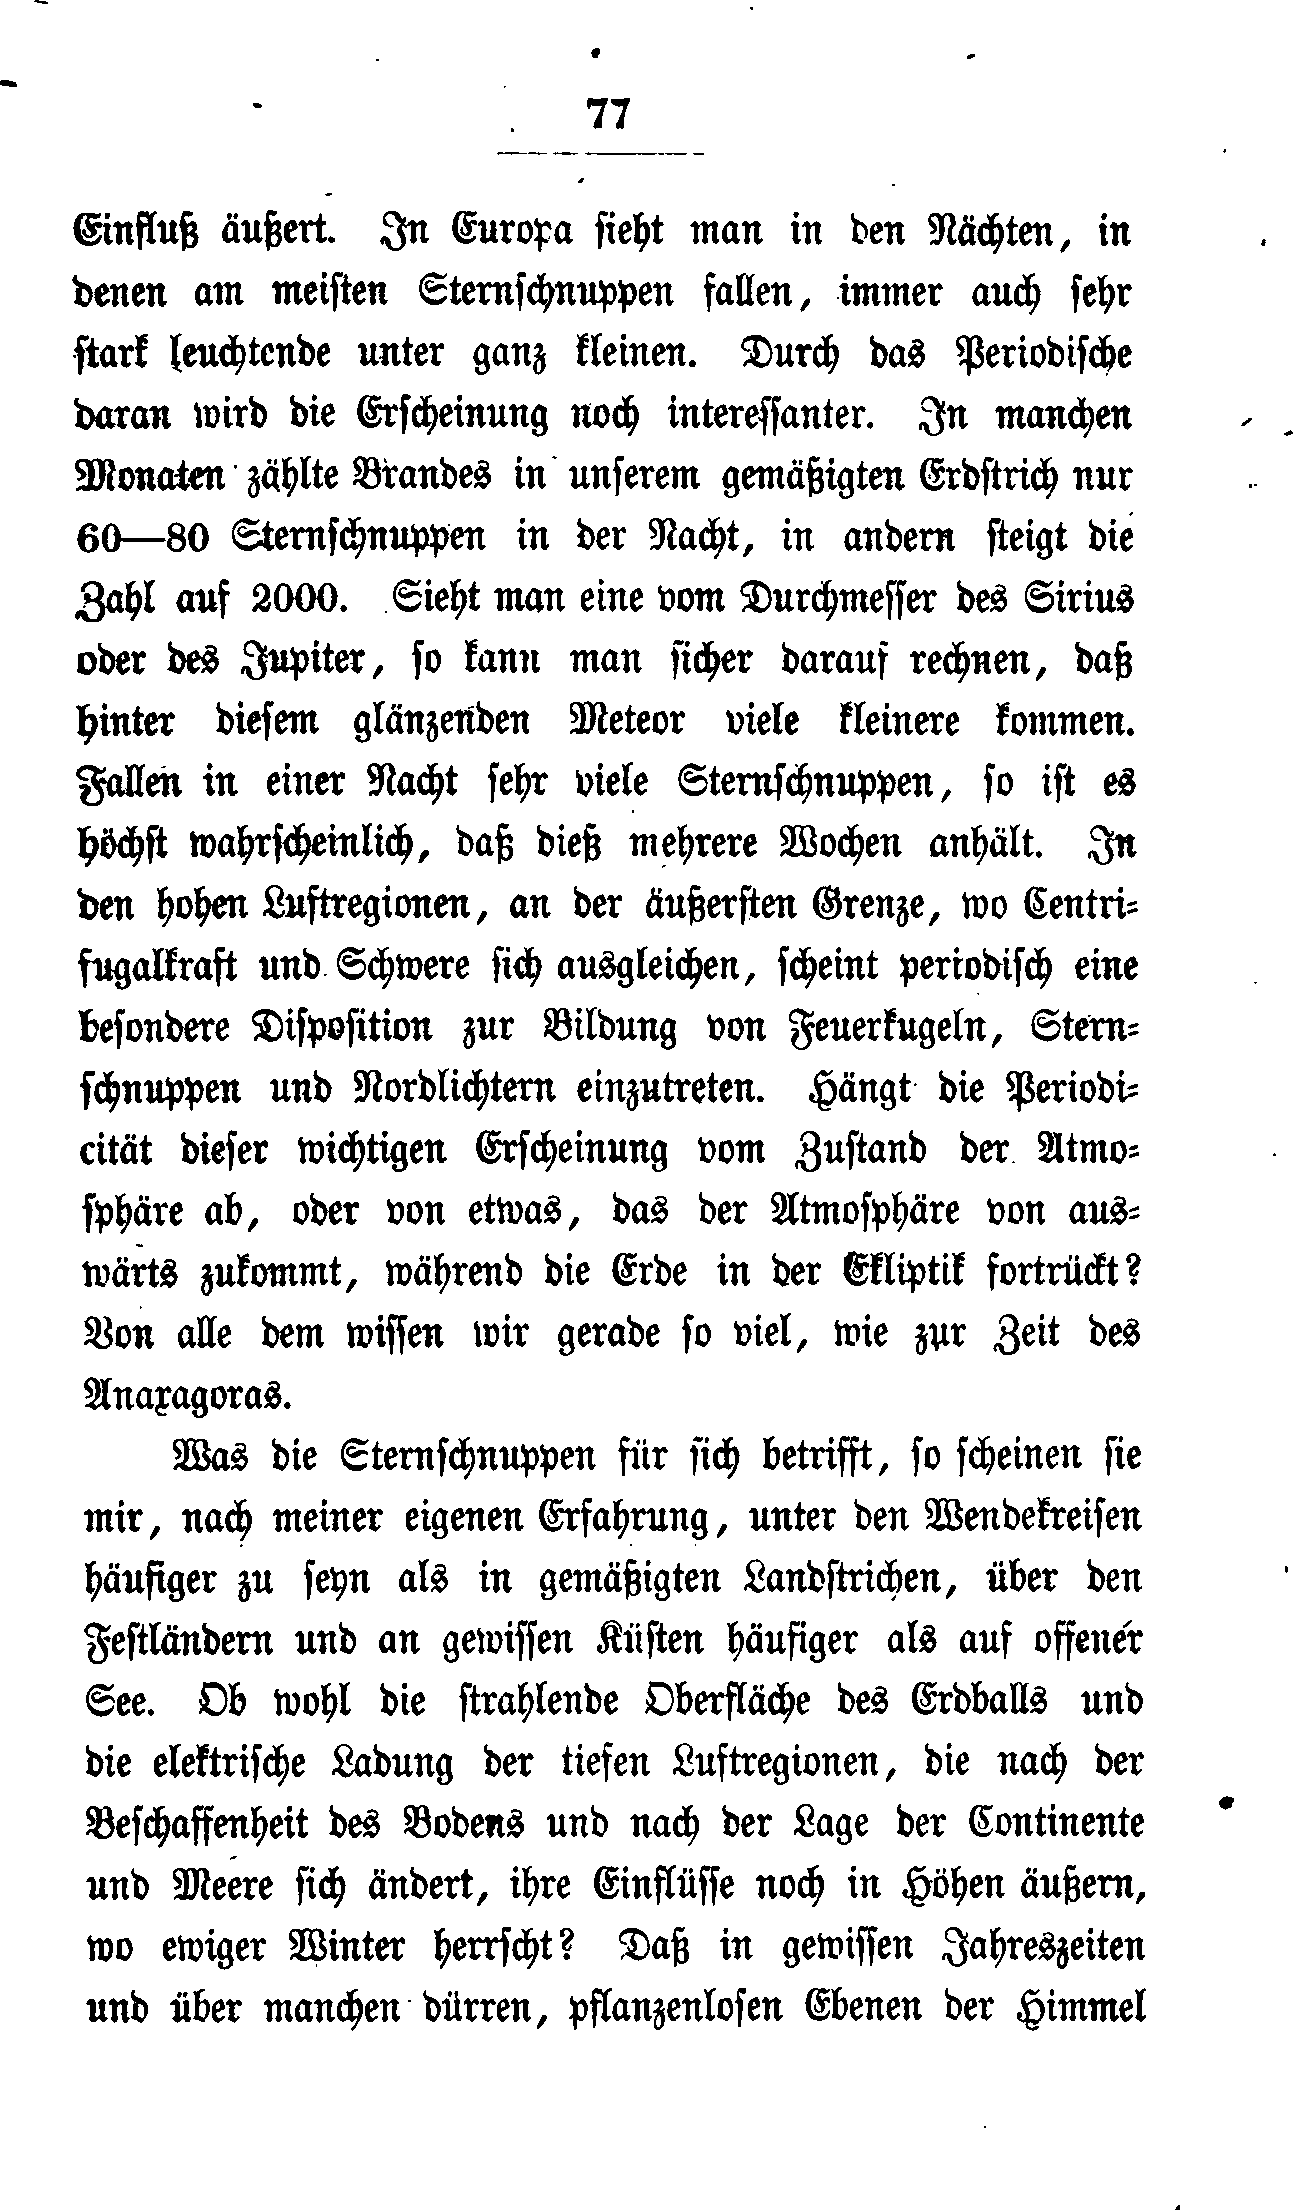 77
Einfluß äußert. In Europa sieht man in den Nächten, in
denen am meisten Sternschnuppen fallen, immer auch sehr
stark leuchtende unter ganz kleinen. Durch das Periodische
daran wird die Erscheinung noch interessanter. In manchen
Monaten zählte Brandes in unserem gemäßigten Erdstrich nur
60—80 Sternschnuppen in der Nacht, in andern steigt die
Zahl auf 2000. Sieht man eine vom Durchmesser des Sirius
oder des Jupiter, so kann man sicher darauf rechnen, daß
hinter diesem glänzenden Meteor viele kleinere kommen.
Fallen in einer Nacht sehr viele Sternschnuppen, so ist es
höchst wahrscheinlich, daß dieß mehrere Wochen anhält. In
den hohen Luftregionen, an der äußersten Grenze, wo Centri-
fugalkraft und Schwere sich ausgleichen, scheint periodisch eine
besondere Disposition zur Bildung von Feuerkugeln, Stern-
schnuppen und Nordlichtern einzutreten. Hängt die Periodi-
cität dieser wichtigen Erscheinung vom Zustand der Atmo-
sphäre ab, oder von etwas, das der Atmosphäre von aus-
wärts zukommt, während die Erde in der Ekliptik fortrückt?
Von alle dem wissen wir gerade so viel, wie zur Zeit des
Anaxagoras.
Was die Sternschnuppen für sich betrifft, so scheinen sie
mir, nach meiner eigenen Erfahrung, unter den Wendekreisen
häufiger zu seyn als in gemäßigten Landstrichen, über den
Festländern und an gewissen Küsten häufiger als auf offener
See. Ob wohl die strahlende Oberfläche des Erdballs und
die elektrische Ladung der tiefen Luftregionen, die nach der
Beschaffenheit des Bodens und nach der Lage der Continente
und Meere sich ändert, ihre Einflüsse noch in Höhen äußern,
wo ewiger Winter herrscht? Daß in gewissen Jahreszeiten
und über manchen dürren, pflanzenlosen Ebenen der Himmel